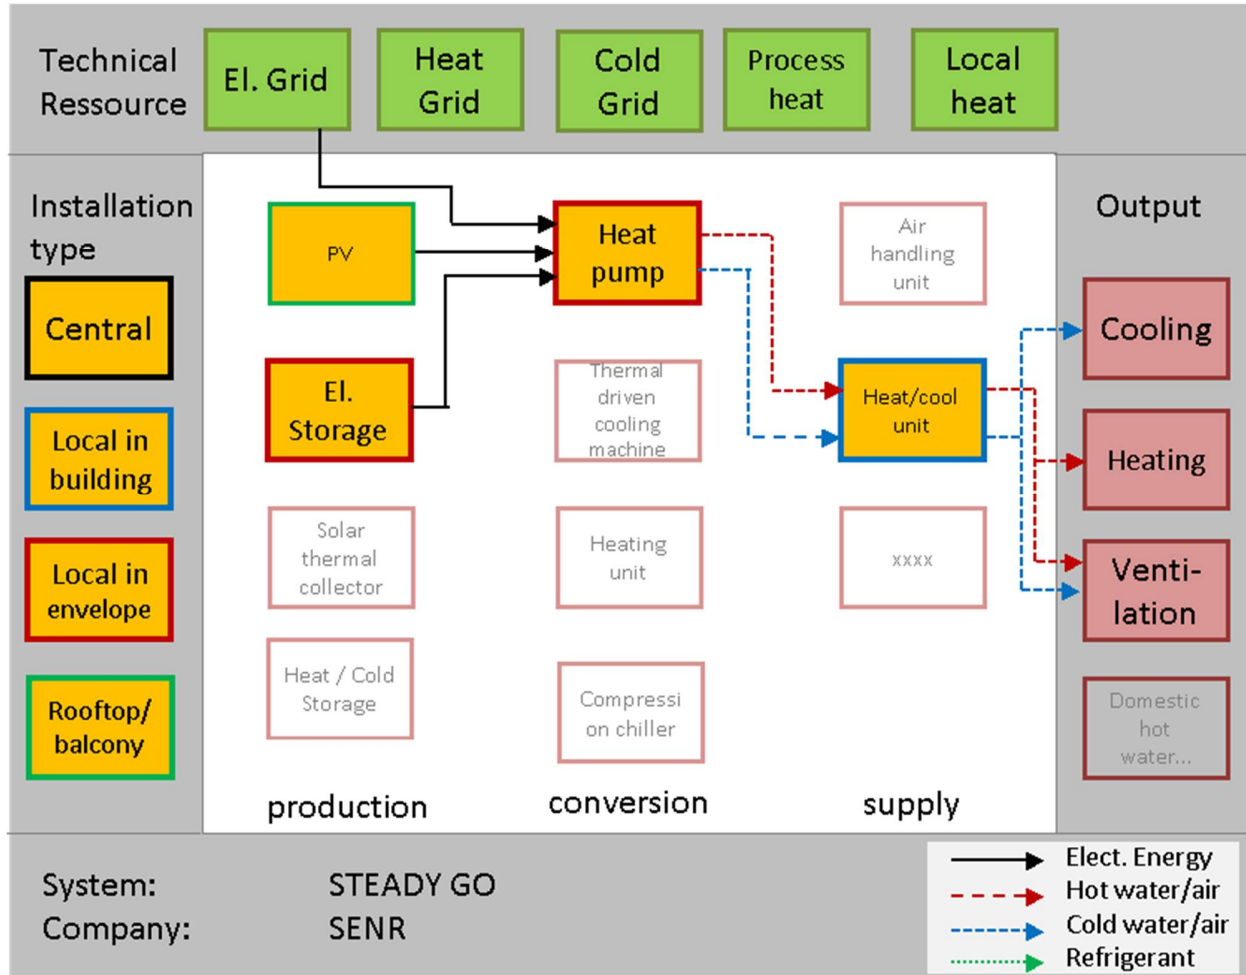 Technical
Ressource
El. Grid
Heat
Grid
Cold
Grid
Process
heat
Local
heat
Installation
type
Central
Local in
building
Local in
envelope
Rooftop/
balcony
PV
El.
Storage
Solar
thermal
collector
Heat / Cold
Storage
production
Heat
pump
Thermal
driven
cooling
machine
Heating
unit
Compressi
on chiller
conversion
Air
handling
unit
Heat/cool
unit
xxxx
supply
Output
Cooling
Heating
Venti-
lation
Domestic
hot
water...
System: STEADY GO
Company: SENR
Elect. Energy
Hot water/air
Cold water/air
Refrigerant